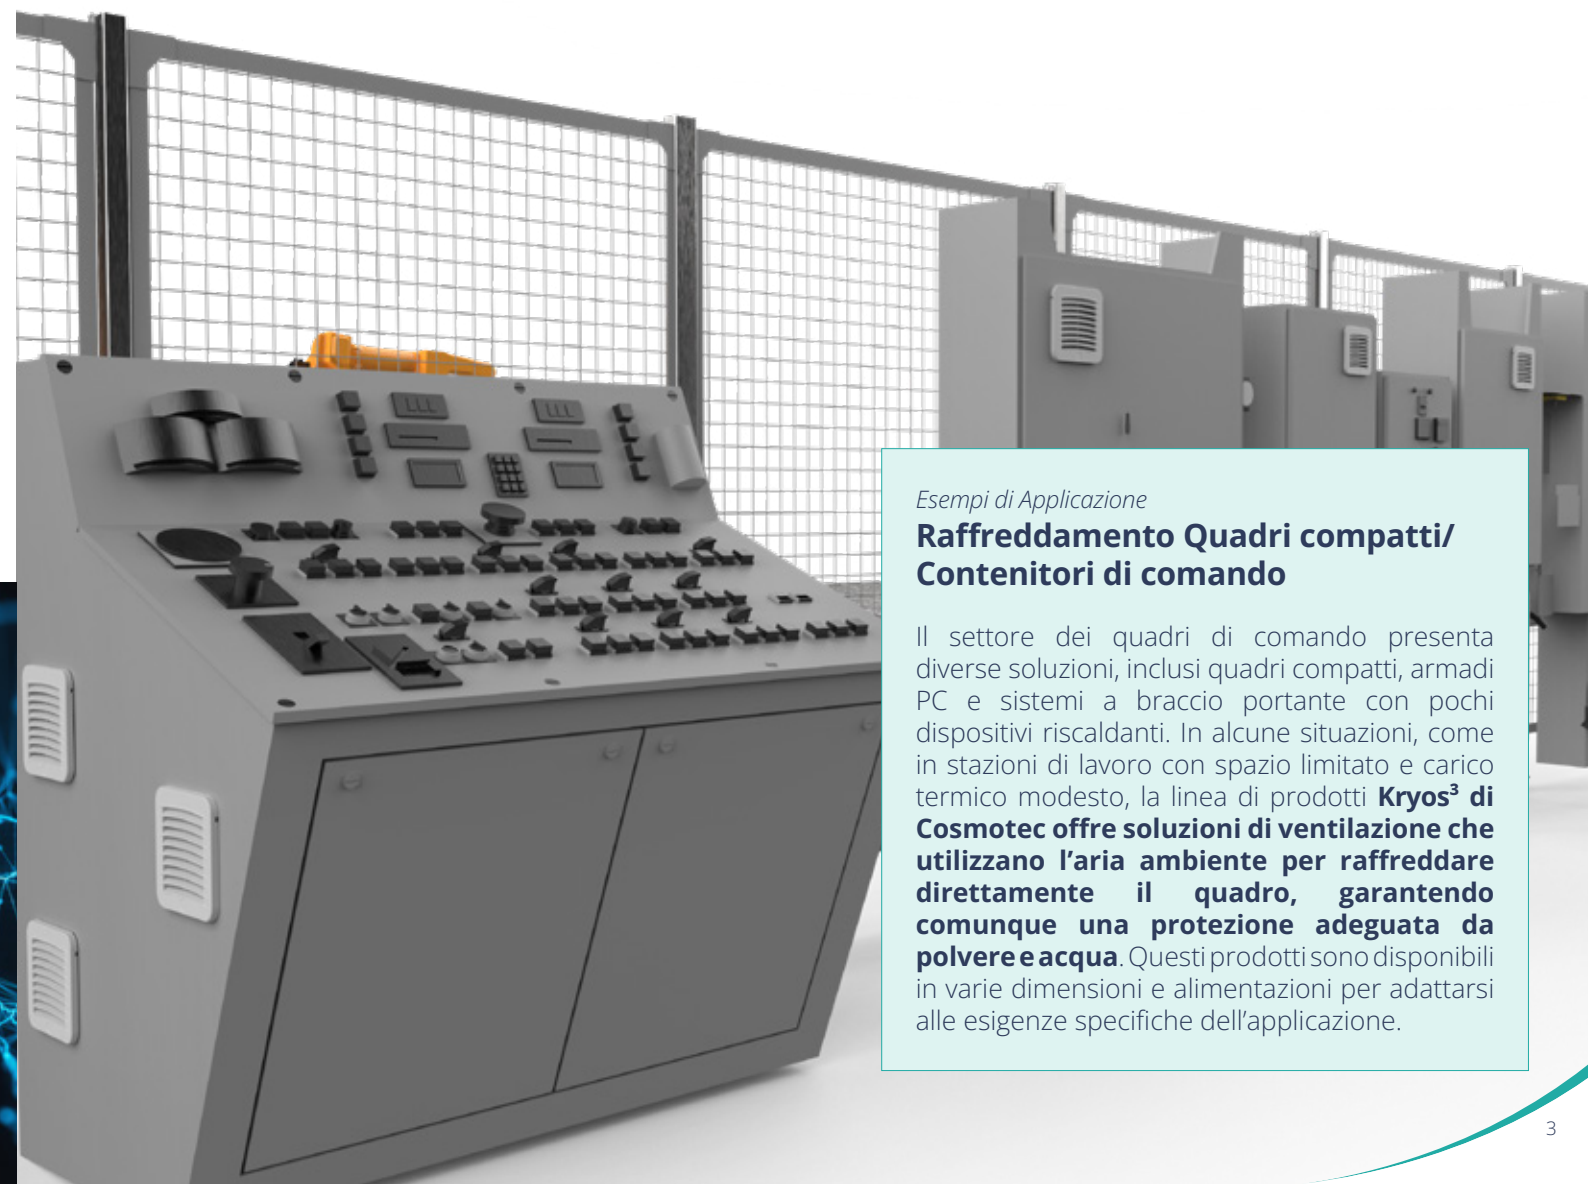 Esempi di Applicazione
Raffreddamento Quadri compatti/
Contenitori di comando
Il settore dei quadri di comando presenta
diverse soluzioni, inclusi quadri compatti, armadi
PC e sistemi a braccio portante con pochi
dispositivi riscaldanti. In alcune situazioni, come
in stazioni di lavoro con spazio limitato e carico
termico modesto, la linea di prodotti Kryos³ di
Cosmotec offre soluzioni di ventilazione che
utilizzano l’aria ambiente per raffreddare
direttamente il quadro, garantendo
comunque una protezione adeguata da
polvere e acqua. Questi prodotti sono disponibili
in varie dimensioni e alimentazioni per adattarsi
alle esigenze specifiche dell’applicazione.
3